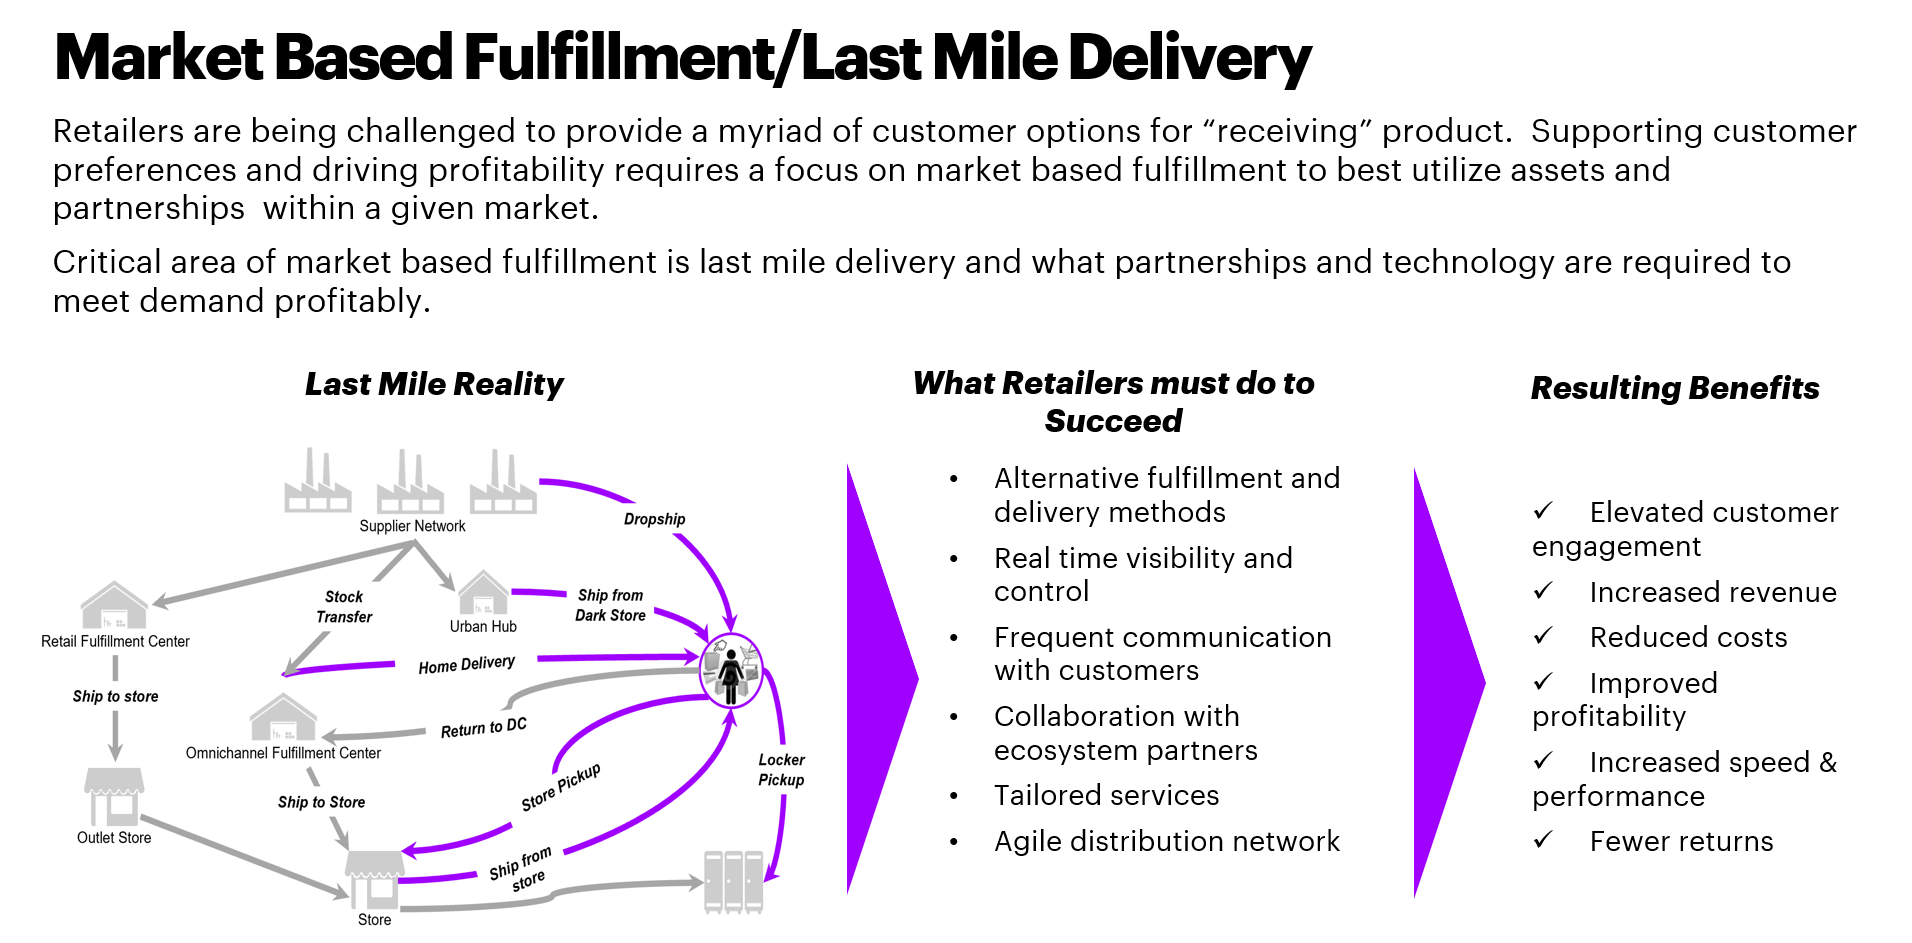 Market Based Fulfillment/Last Mile Delivery
Retailers are being challenged to provide a myriad of customer options for “receiving” product.  Supporting customer
preferences and driving profitability requires a focus on market based fulfillment to best utilize assets and
partnerships  within a given market.
Critical area of market based fulfillment is last mile delivery and what partnerships and technology are required to
meet demand profitably.
Last Mile Reality
Supplier Network
Dropship
Stock
Transfer
Urban Hub
Ship from
Dark Store
Retail Fulfillment Center
Home Delivery
Ship to store
Return to DC
Omnichannel Fulfillment Center
Locker
Pickup
Store Pickup
Ship to Store
Outlet Store
Ship from
store
Store
What Retailers must do to
Succeed
• Alternative fulfillment and
delivery methods
• Real time visibility and
control
• Frequent communication
with customers
• Collaboration with
ecosystem partners
• Tailored services
• Agile distribution network
Resulting Benefits
✓ Elevated customer
engagement
✓ Increased revenue
✓ Reduced costs
✓ Improved
profitability
✓ Increased speed &
performance
✓ Fewer returns